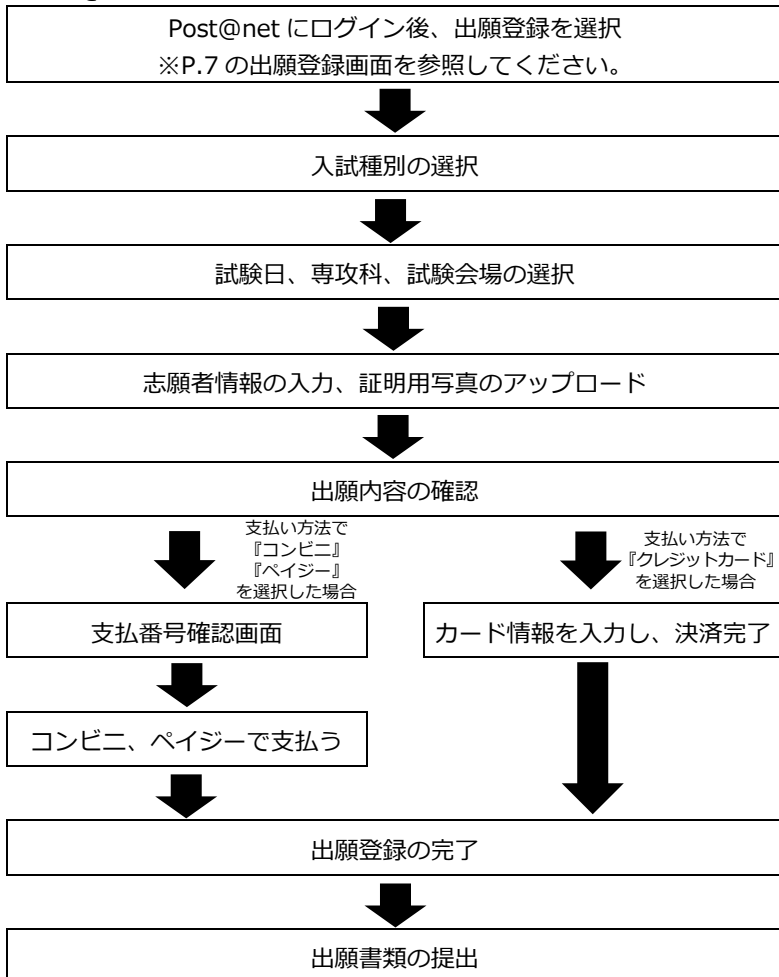 Post@net にログイン後、出願登録を選択
※P.7 の出願登録画面を参照してください。
入試種別の選択
試験日、専攻科、試験会場の選択
志願者情報の入力、証明用写真のアップロード
出願内容の確認
支払い方法で
『コンビニ』
『ペイジー』
を選択した場合
支払い方法で
『クレジットカード』
を選択した場合
支払番号確認画面
カード情報を入力し、決済完了
コンビニ、ペイジーで支払う
出願登録の完了
出願書類の提出